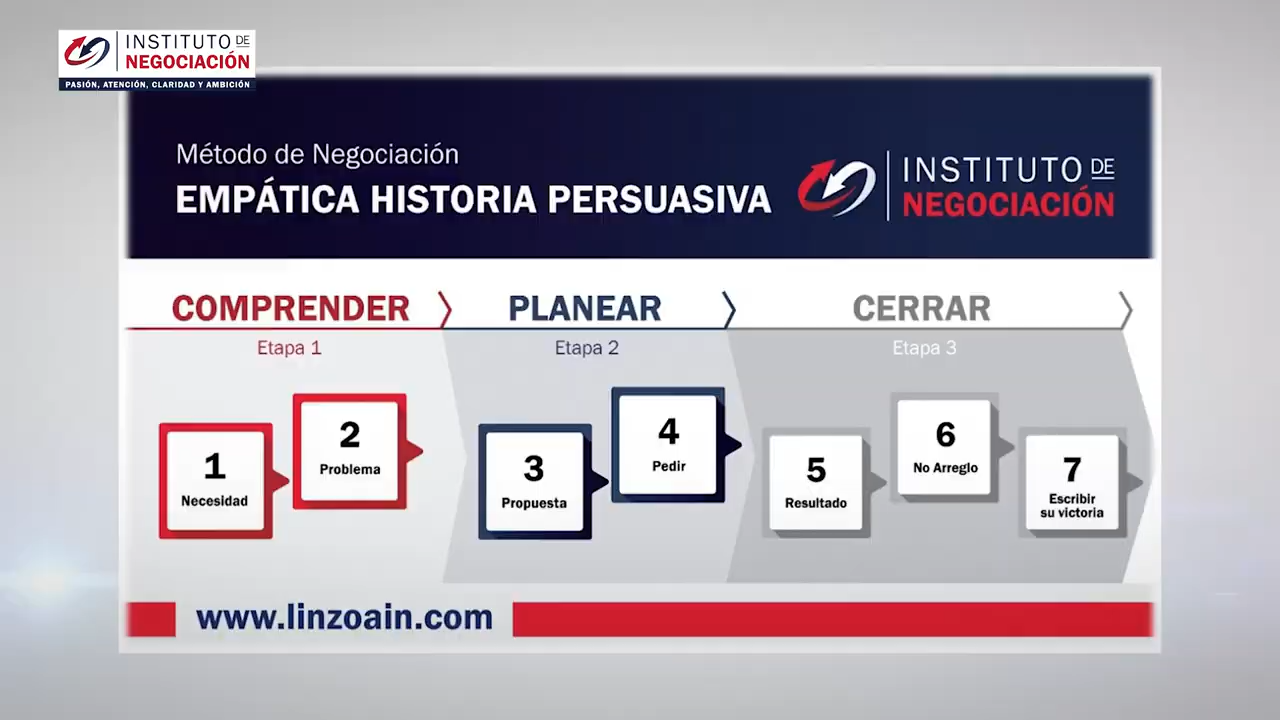 INSTITUTO DE
NEGOCIACIÓN
PASIÓN, ATENCIÓN, CLARIDAD Y AMBICIÓN
Método de Negociación
EMPÁTICA HISTORIA PERSUASIVA
INSTITUTO DE
NEGOCIACIÓN
COMPRENDER
Etapa 1
PLANEAR
Etapa 2
CERRAR
Etapa 3
1
Necesidad
2
Problema
3
Propuesta
4
Pedir
5
Resultado
6
No Arreglo
7
Escribir
su victoria
www.linzoain.com